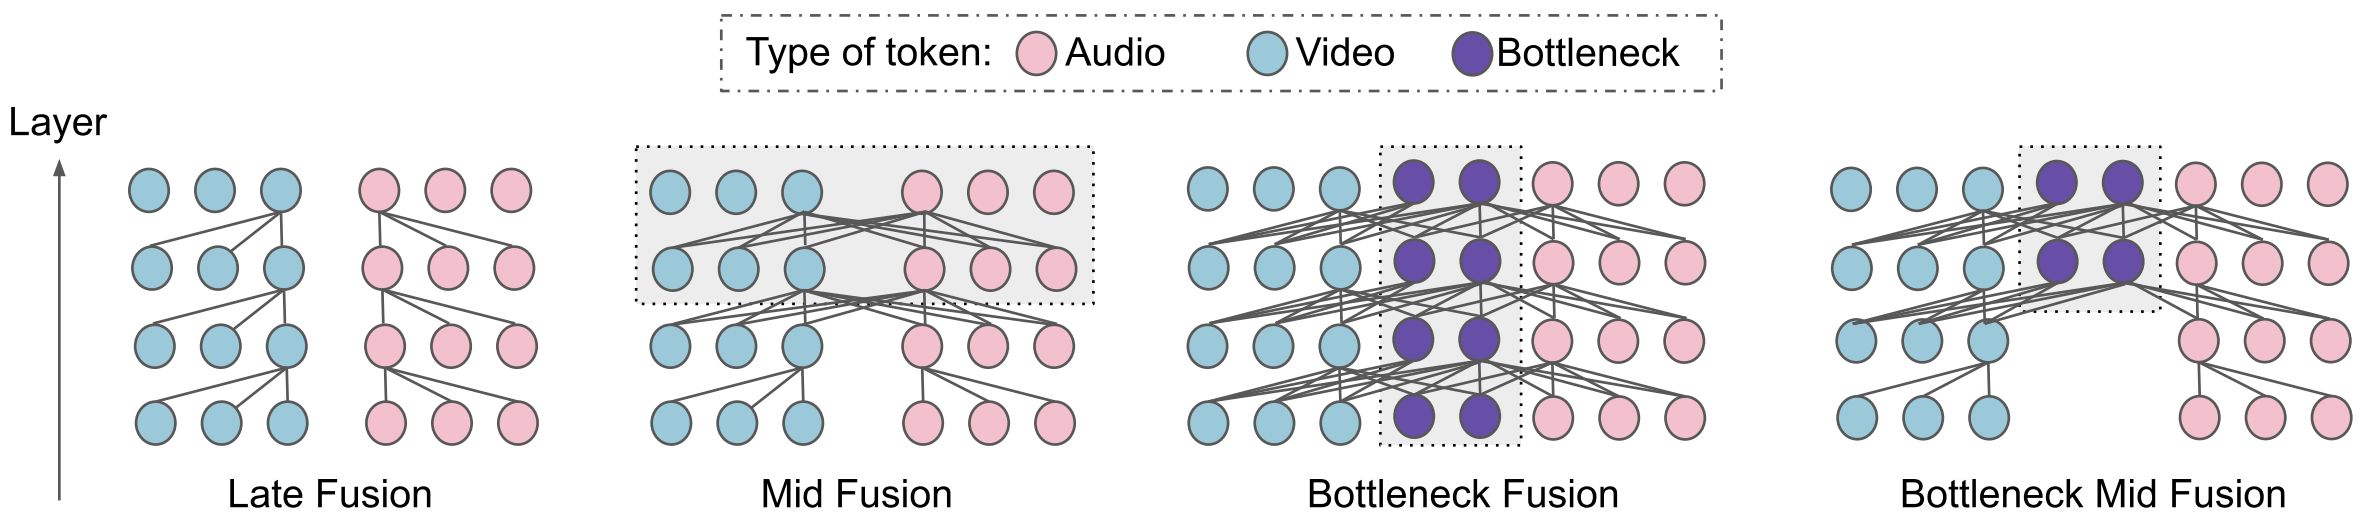 Type of token: Audio Video Bottleneck
Layer
Late Fusion
Mid Fusion
Bottleneck Fusion
Bottleneck Mid Fusion